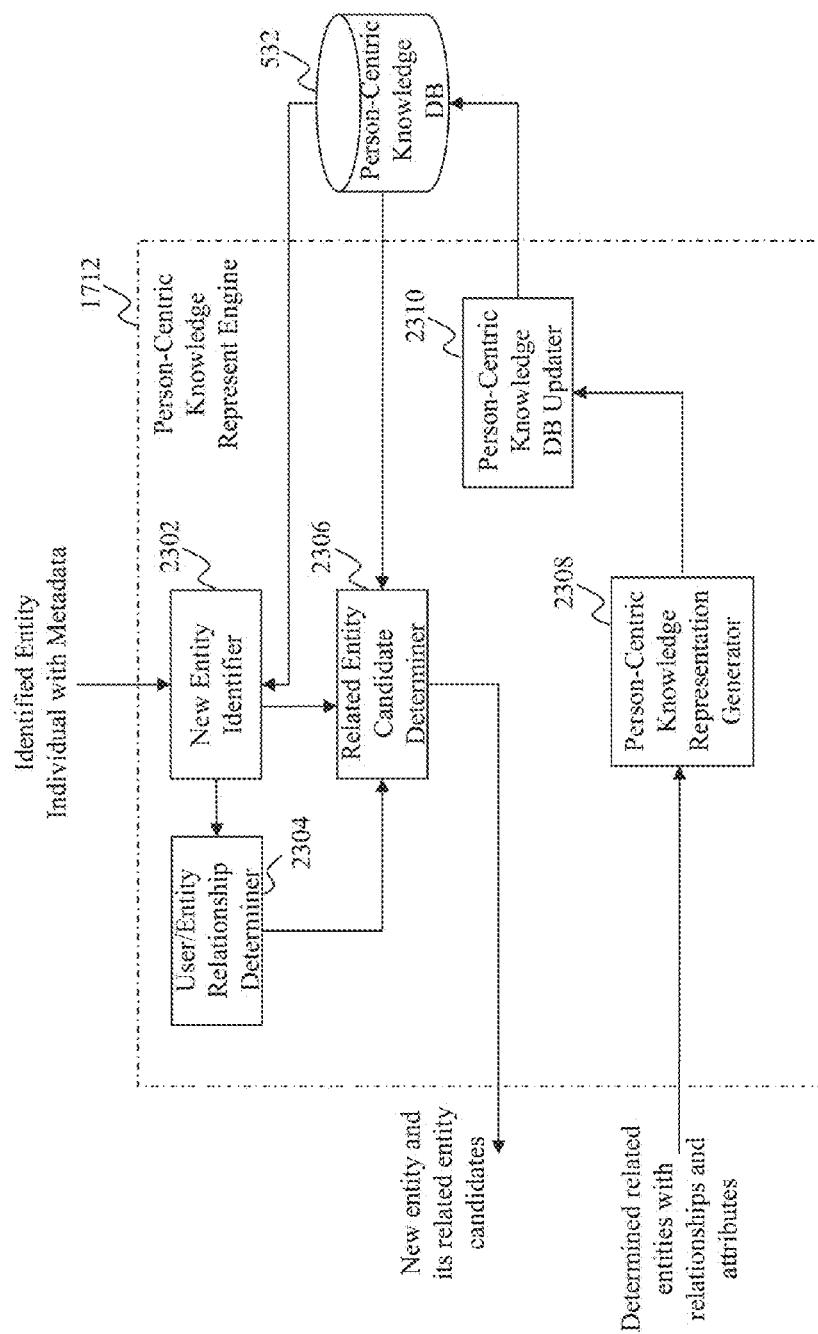 Identified Entity
Individual with Metadata
1712
Person-Centric
Knowledge
Represent Engine
2302
New Entity
Identifier
User/Entity
Relationship
Determiner
2304
2306
Related Entity
Candidate
Determiner
532
Person-Centric
Knowledge
DB
2310
Person-Centric
Knowledge
DB Updater
2308
Person-Centric
Knowledge
Representation
Generator
New entity and
its related entity
candidates
Determined related
entities with
relationships and
attributes